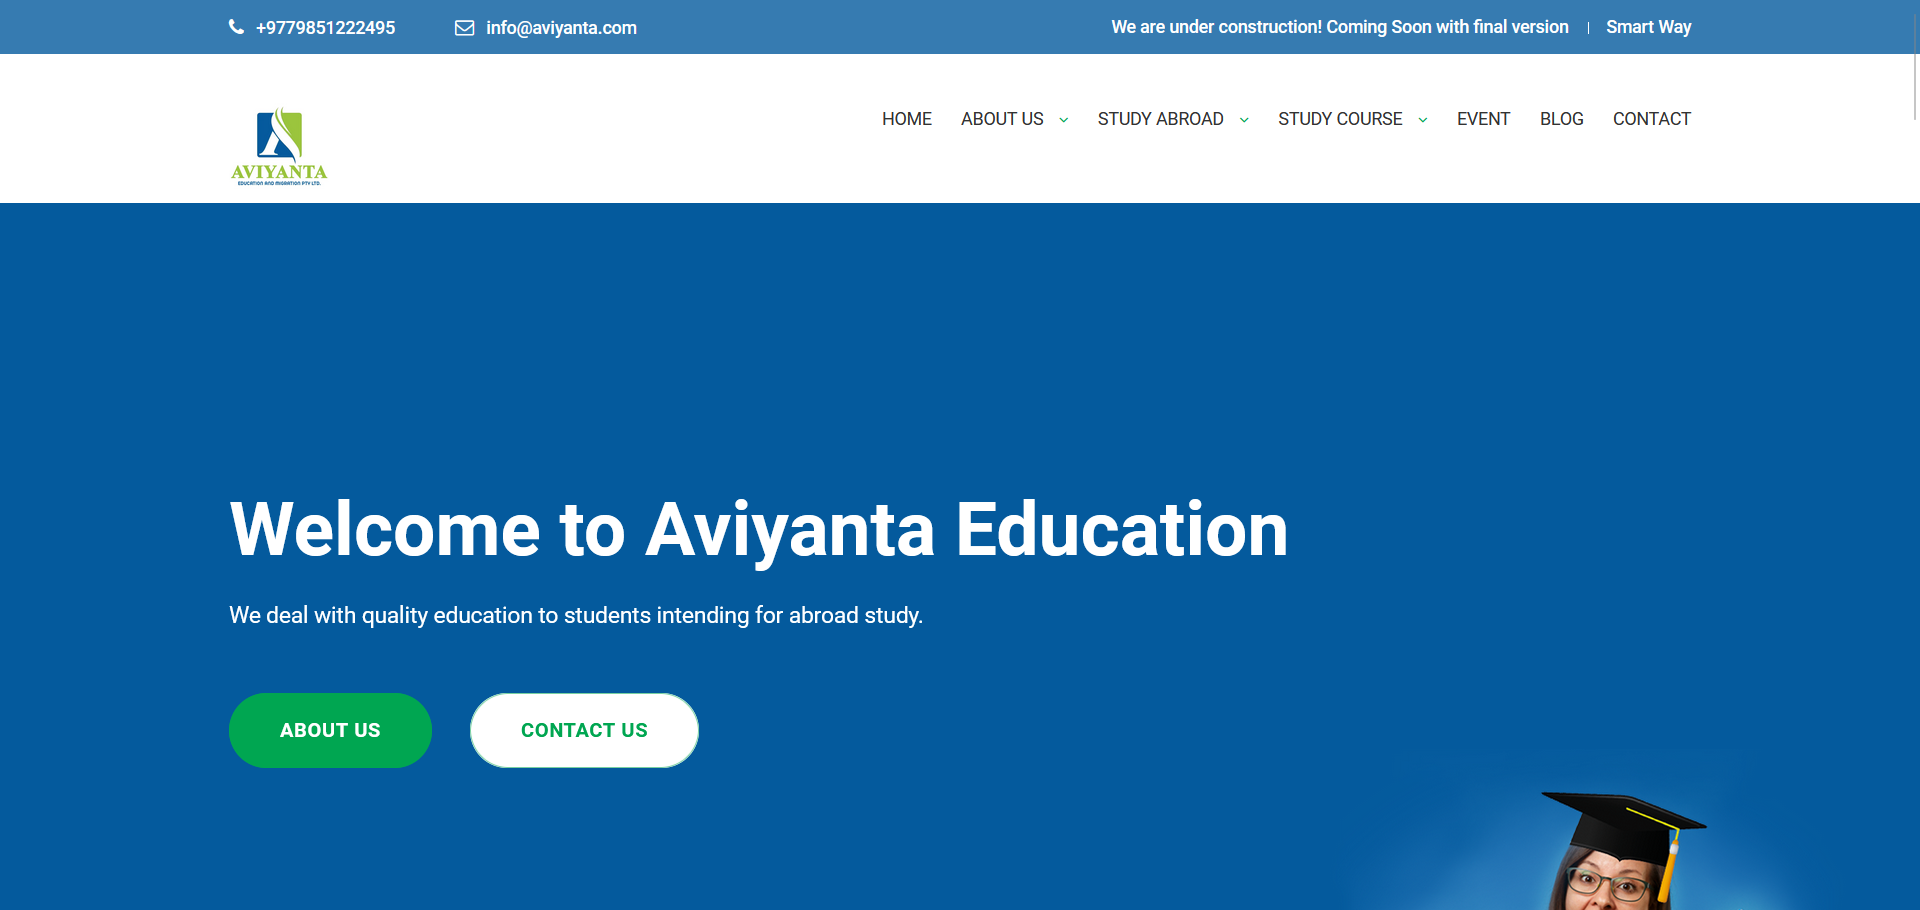 +9779851222495
info@aviyanta.com
We are under construction! Coming Soon with final version
Smart Way
AVIYANTA
EDUCATION AND MIGRATION PTY LTD.
HOME
ABOUT US
STUDY ABROAD
STUDY COURSE
EVENT
BLOG
CONTACT
Welcome to Aviyanta Education
We deal with quality education to students intending for abroad study.
ABOUT US
CONTACT US